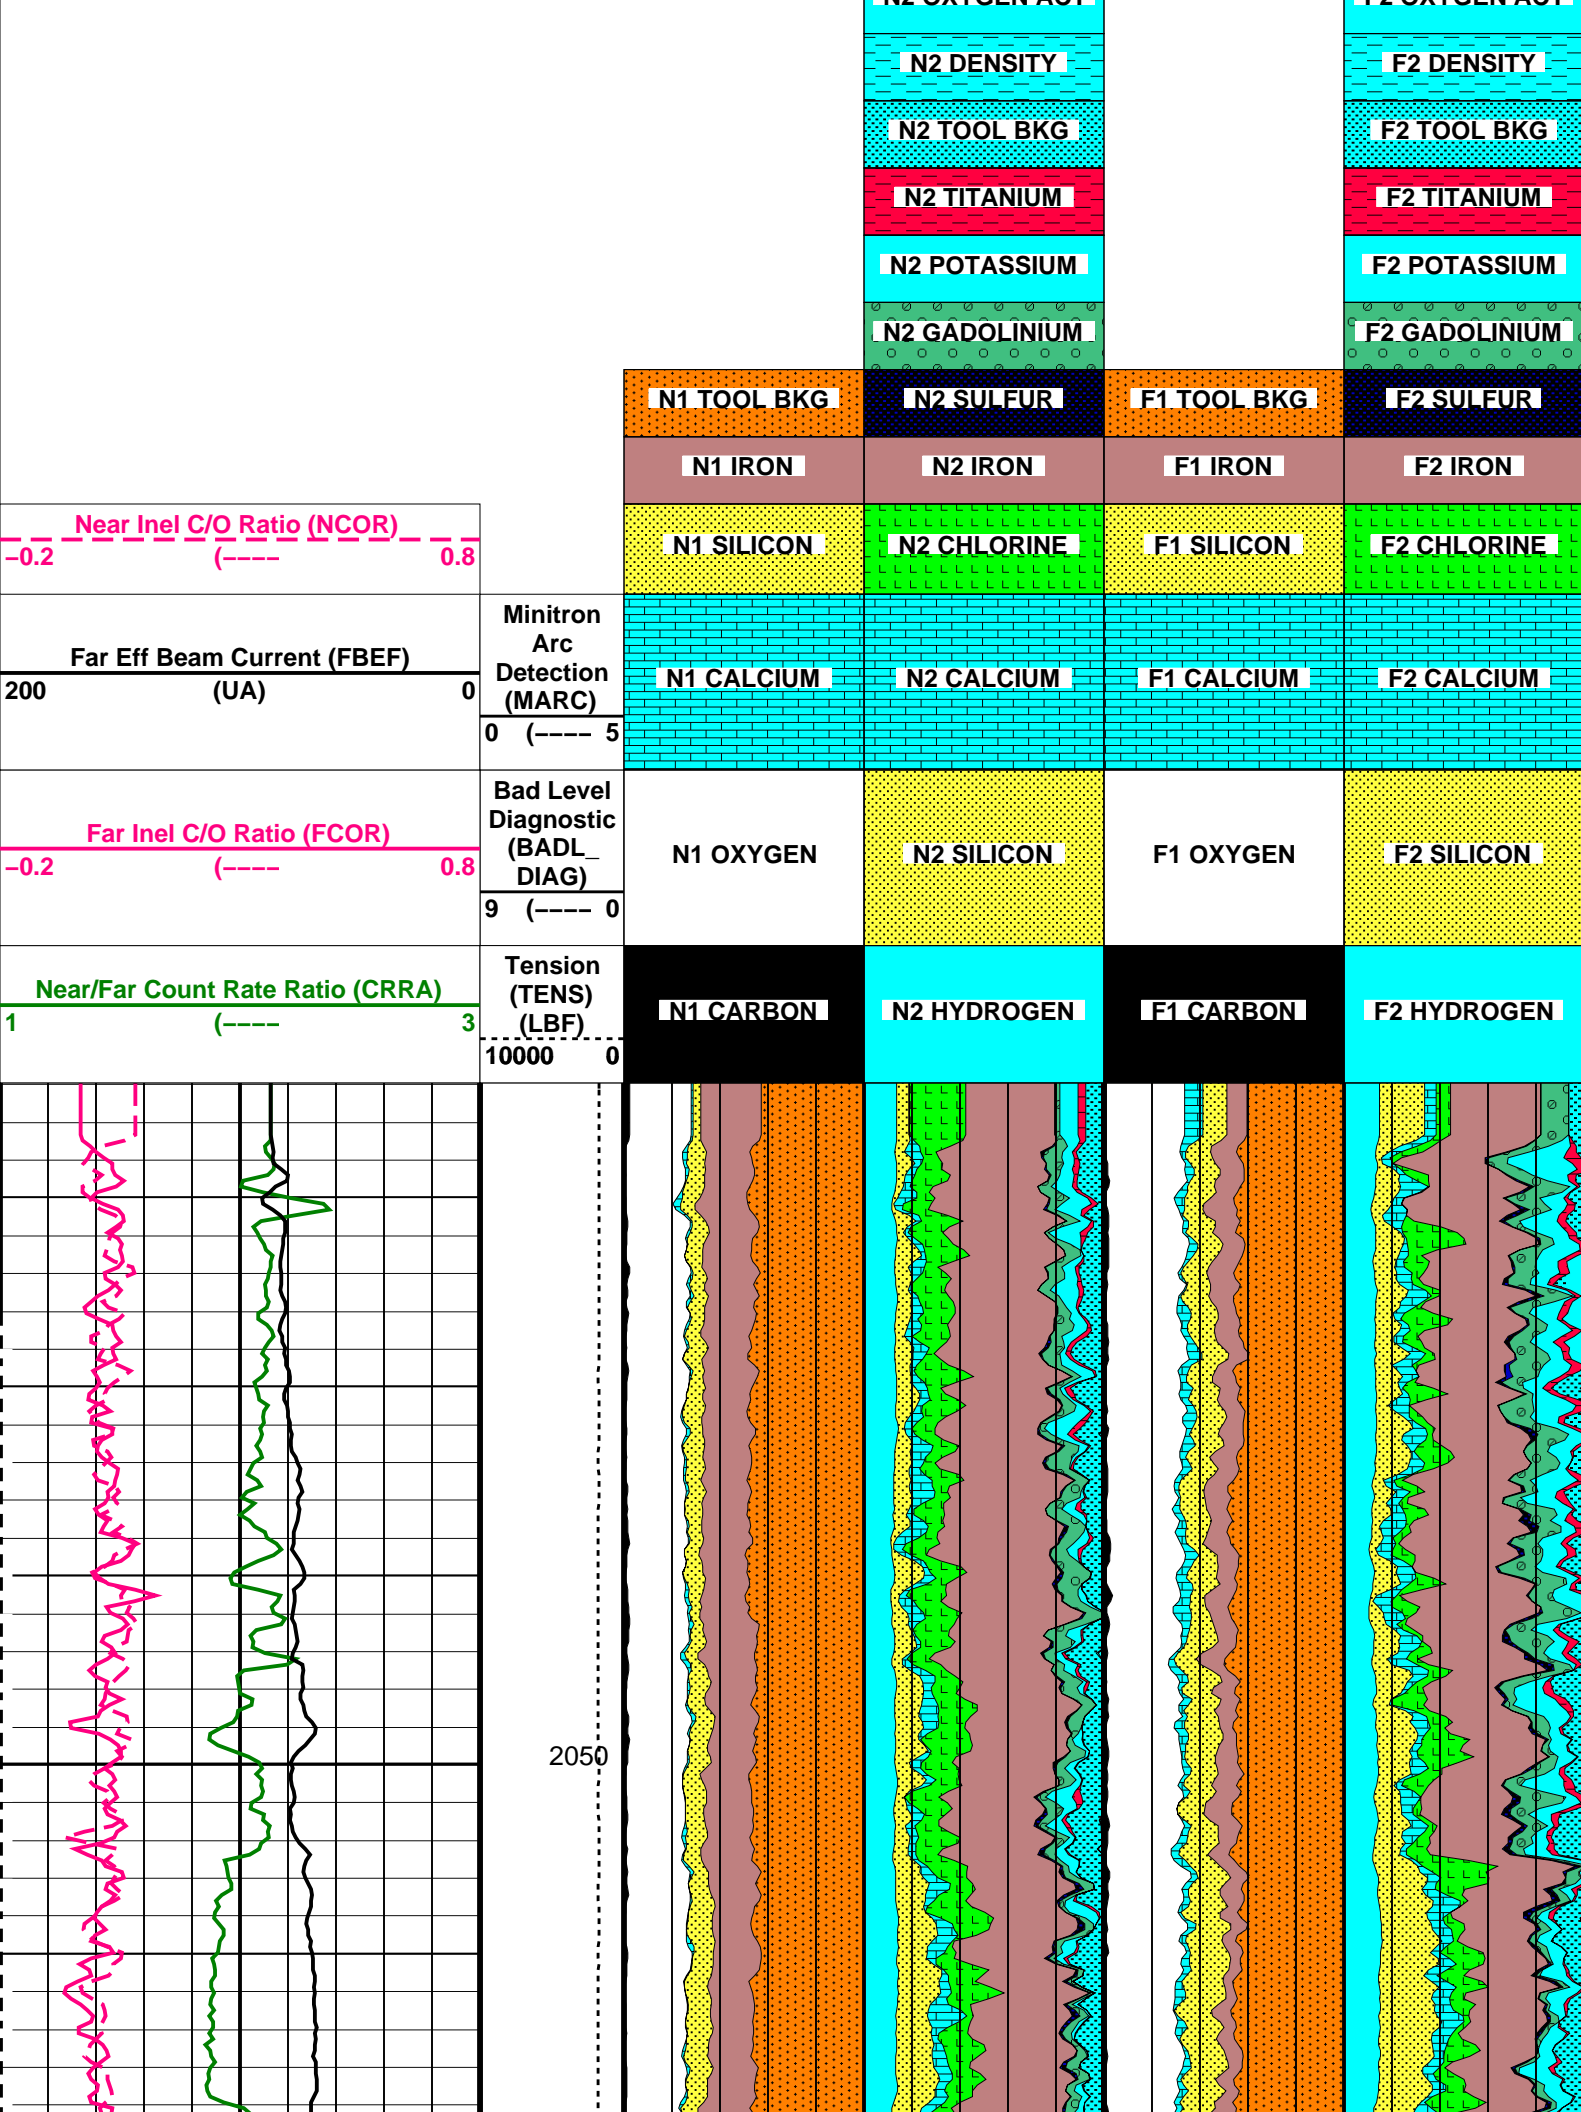 N2 OXYGEN ACT
F2 OXYGEN ACT
N2 DENSITY
F2 DENSITY
N2 TOOL BKG
F2 TOOL BKG
N2 TITANIUM
F2 TITANIUM
N2 POTASSIUM
F2 POTASSIUM
N2 GADOLINIUM
F2 GADOLINIUM
N1 TOOL BKG
N2 SULFUR
F1 TOOL BKG
F2 SULFUR
N1 IRON
N2 IRON
F1 IRON
F2 IRON
Near Inel C/O Ratio (NCOR)
−0.2 (−−−− 0.8
N1 SILICON
N2 CHLORINE
F1 SILICON
F2 CHLORINE
Far Eff Beam Current (FBEF)
200 (UA) 0
Minitron
Arc
Detection
(MARC)
0 (−−−− 5
N1 CALCIUM
N2 CALCIUM
F1 CALCIUM
F2 CALCIUM
Far Inel C/O Ratio (FCOR)
−0.2 (−−−− 0.8
Bad Level
Diagnostic
(BADL_
DIAG)
9 (−−−− 0
N1 OXYGEN
N2 SILICON
F1 OXYGEN
F2 SILICON
Near/Far Count Rate Ratio (CRRA)
1 (−−−− 3
Tension
(TENS)
(LBF)
10000 0
N1 CARBON
N2 HYDROGEN
F1 CARBON
F2 HYDROGEN
2050